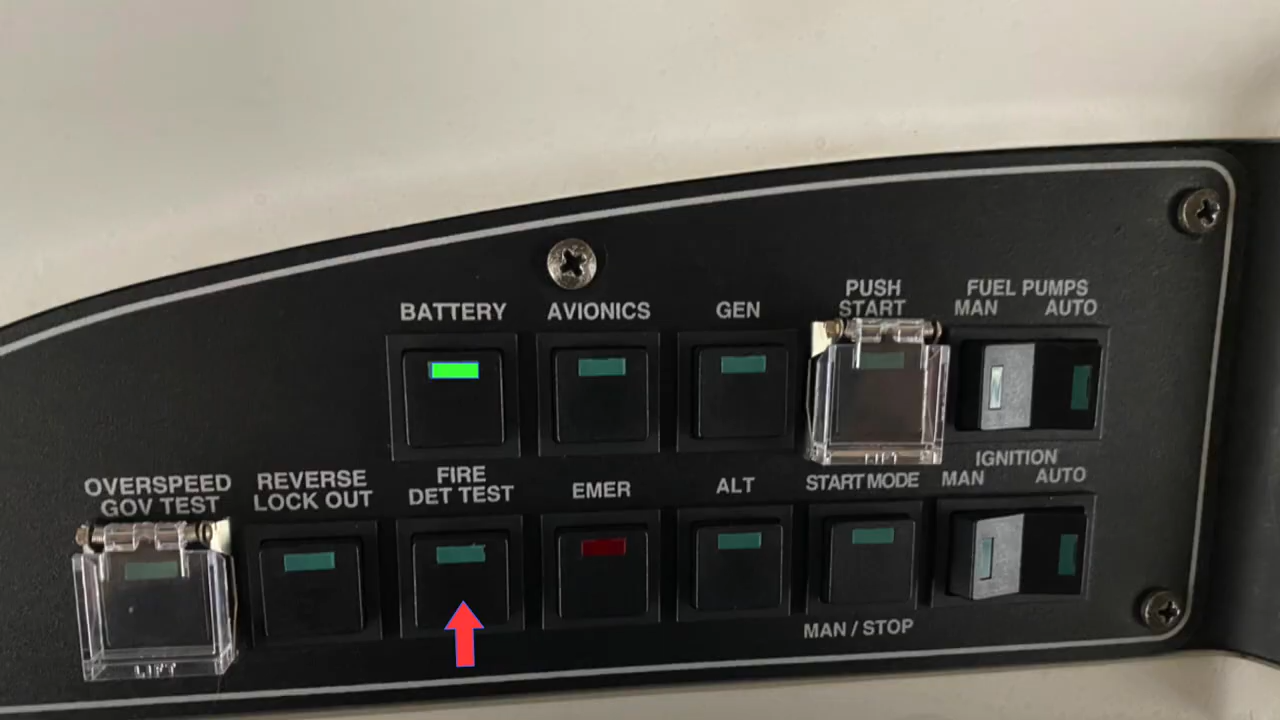 BATTERY
AVIONICS
GEN
PUSH
START
LIFT
FUEL PUMPS
MAN AUTO
OVERSPEED
GOV TEST
LIFT
REVERSE
LOCK OUT
FIRE
DET TEST
EMER
ALT
START MODE
MAN / STOP
IGNITION
MAN AUTO